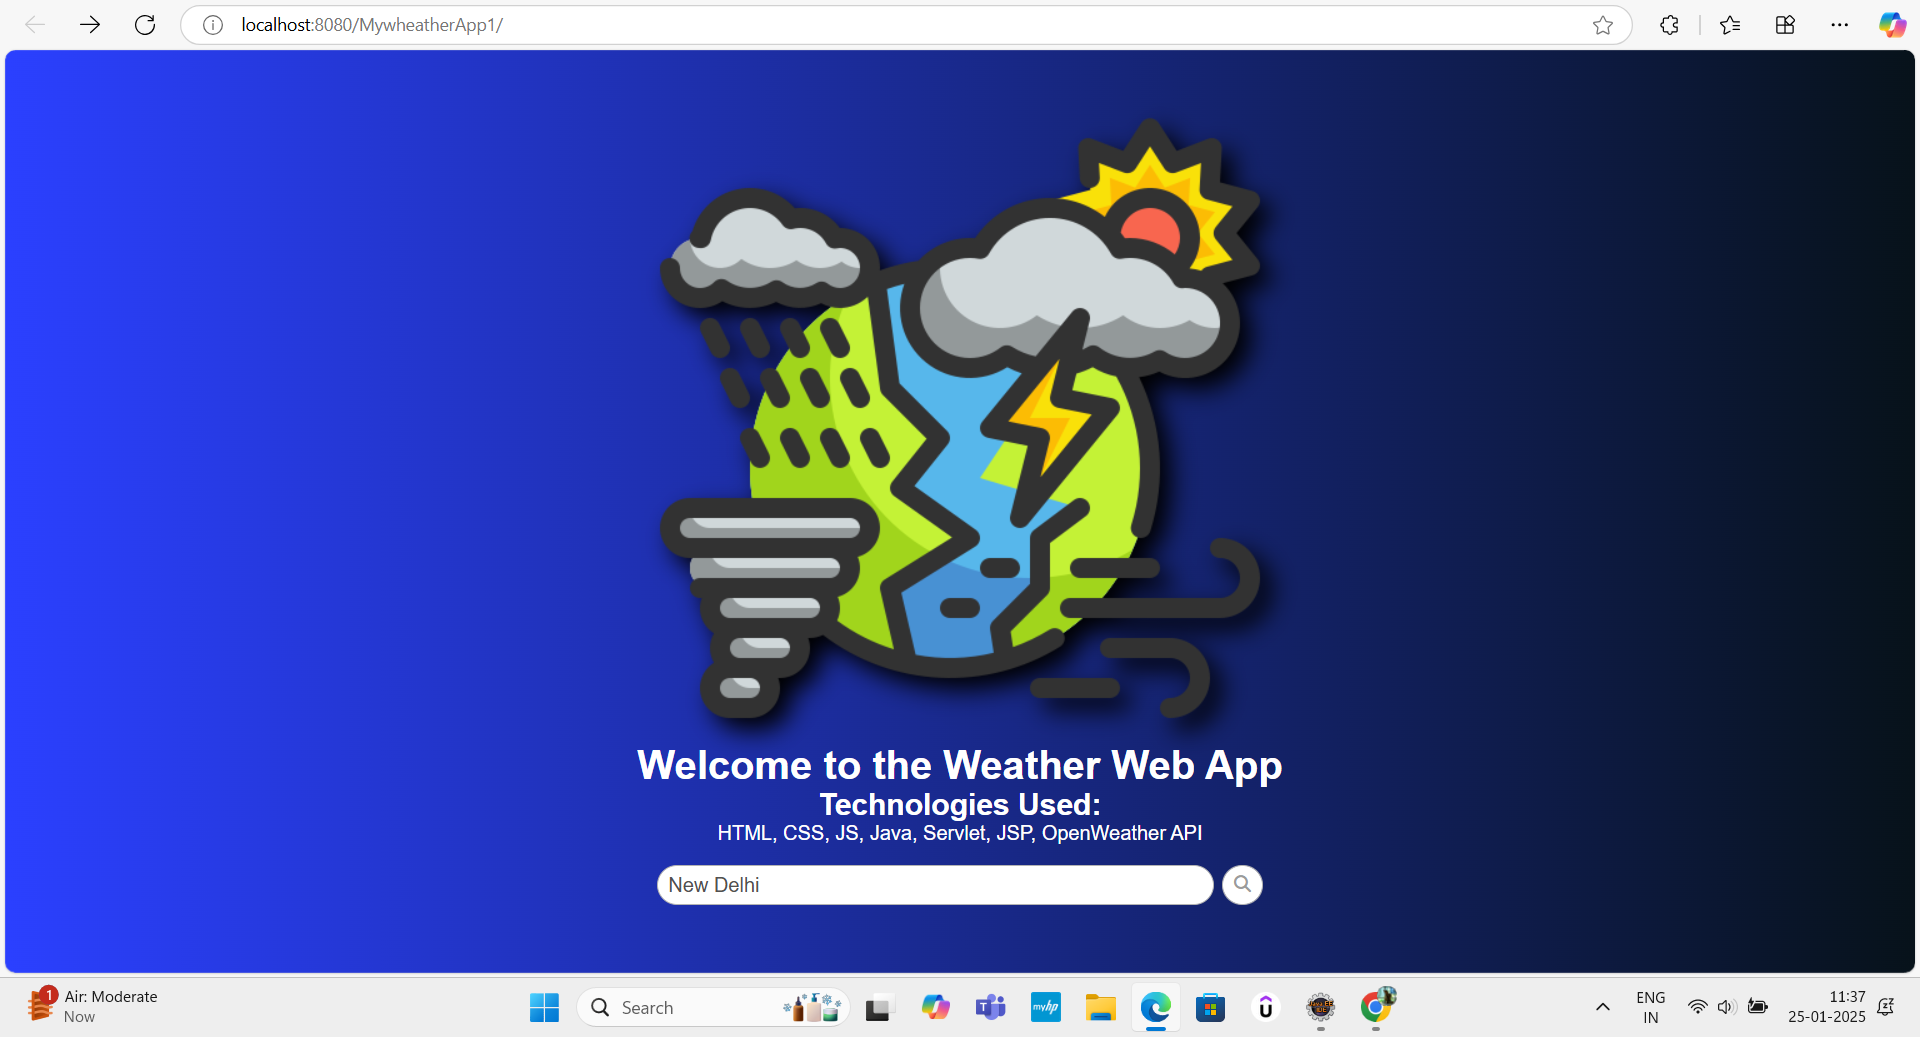 localhost:8080/MywheatherApp1/
Welcome to the Weather Web App
Technologies Used:
HTML, CSS, JS, Java, Servlet, JSP, OpenWeather API
New Delhi
1
Air: Moderate
Now
Search
myhp
ENG
IN
11:37
25-01-2025